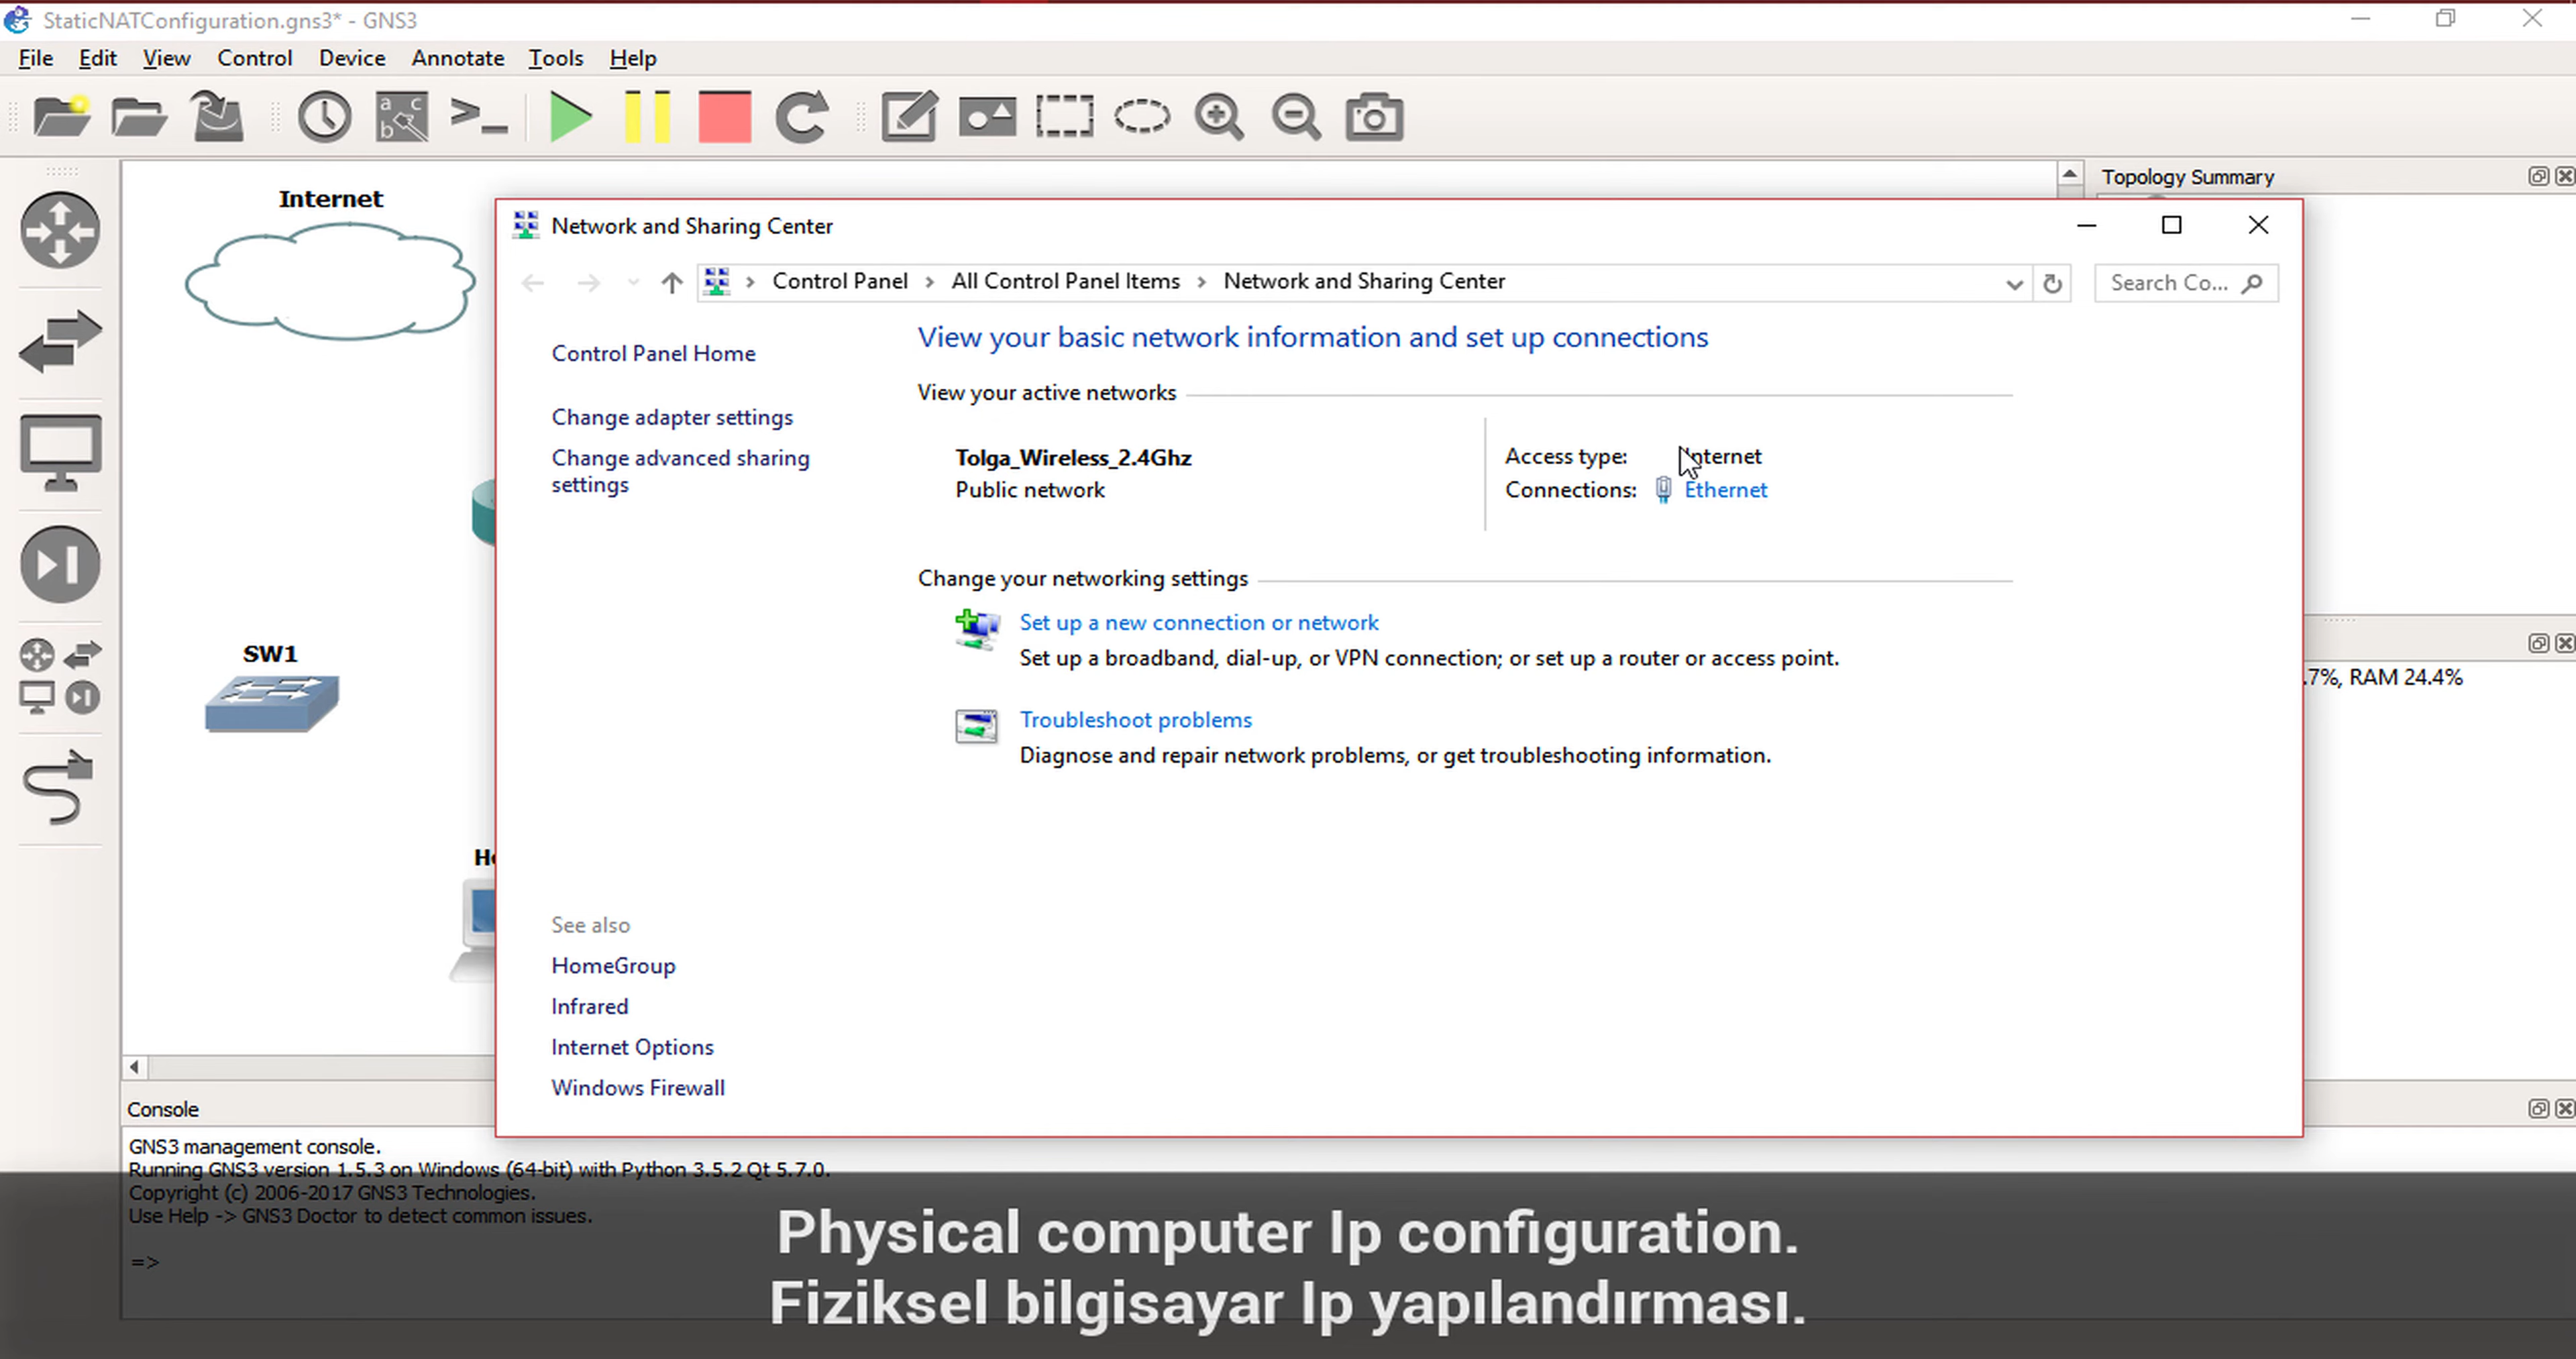 StaticNATConfiguration.gns3* - GNS3
File Edit View Control Device Annotate Tools Help
Internet
SW1
Topology Summary
Network and Sharing Center
Control Panel > All Control Panel Items > Network and Sharing Center
Search Co...
Control Panel Home
Change adapter settings
Change advanced sharing
settings
View your basic network information and set up connections
View your active networks
Tolga_Wireless_2.4Ghz
Public network
Access type: Internet
Connections: Ethernet
Change your networking settings
Set up a new connection or network
Set up a broadband, dial-up, or VPN connection; or set up a router or access point.
Troubleshoot problems
Diagnose and repair network problems, or get troubleshooting information.
See also
HomeGroup
Infrared
Internet Options
Windows Firewall
.7%, RAM 24.4%
Console
GNS3 management console.
Running GNS3 version 1.5.3 on Windows (64-bit) with Python 3.5.2 Qt 5.7.0.
Copyright (c) 2006-2017 GNS3 Technologies.
Use Help -> GNS3 Doctor to detect common issues.
=>
Physical computer Ip configuration.
Fiziksel bilgisayar Ip yapılandırması.